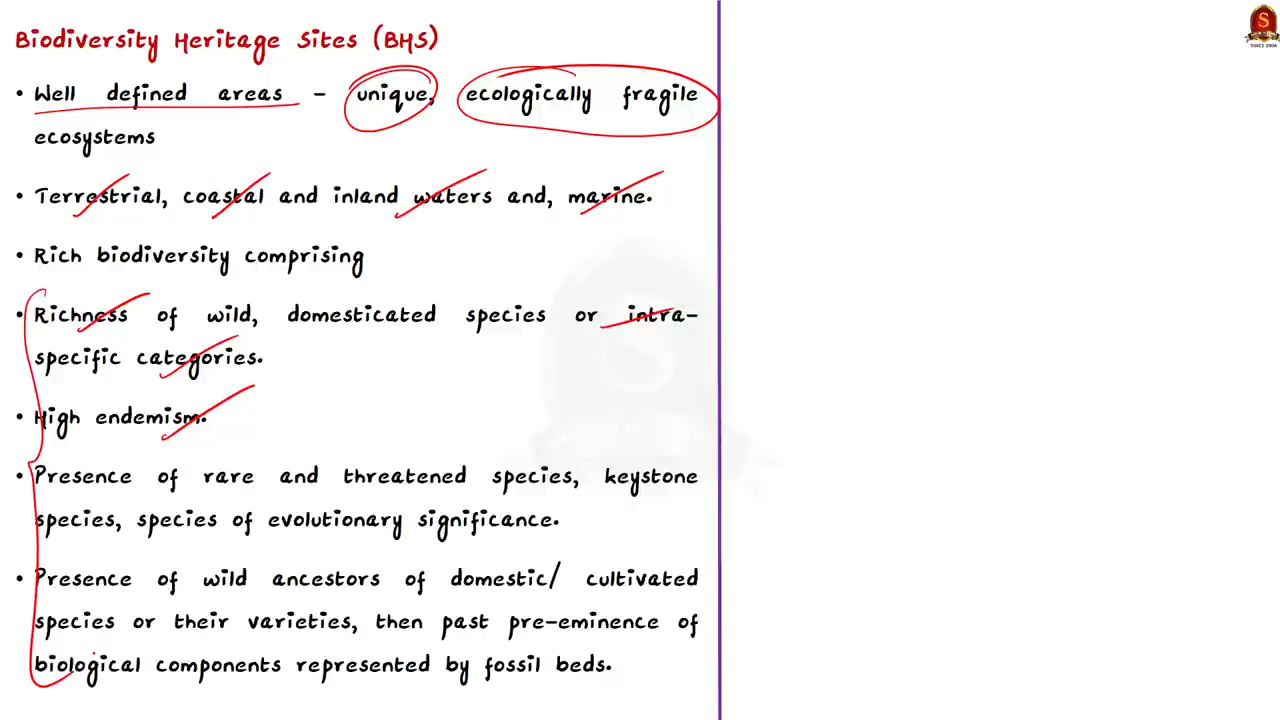 Biodiversity Heritage Sites (BHS)
• Well defined areas – unique, ecologically fragile
ecosystems
• Terrestrial, coastal and inland waters and, marine.
• Rich biodiversity comprising
• Richness of wild, domesticated species or intra-
specific categories.
• High endemism.
• Presence of rare and threatened species, keystone
species, species of evolutionary significance.
• Presence of wild ancestors of domestic/ cultivated
species or their varieties, then past pre-eminence of
biological components represented by fossil beds.
S
SINCE 2004